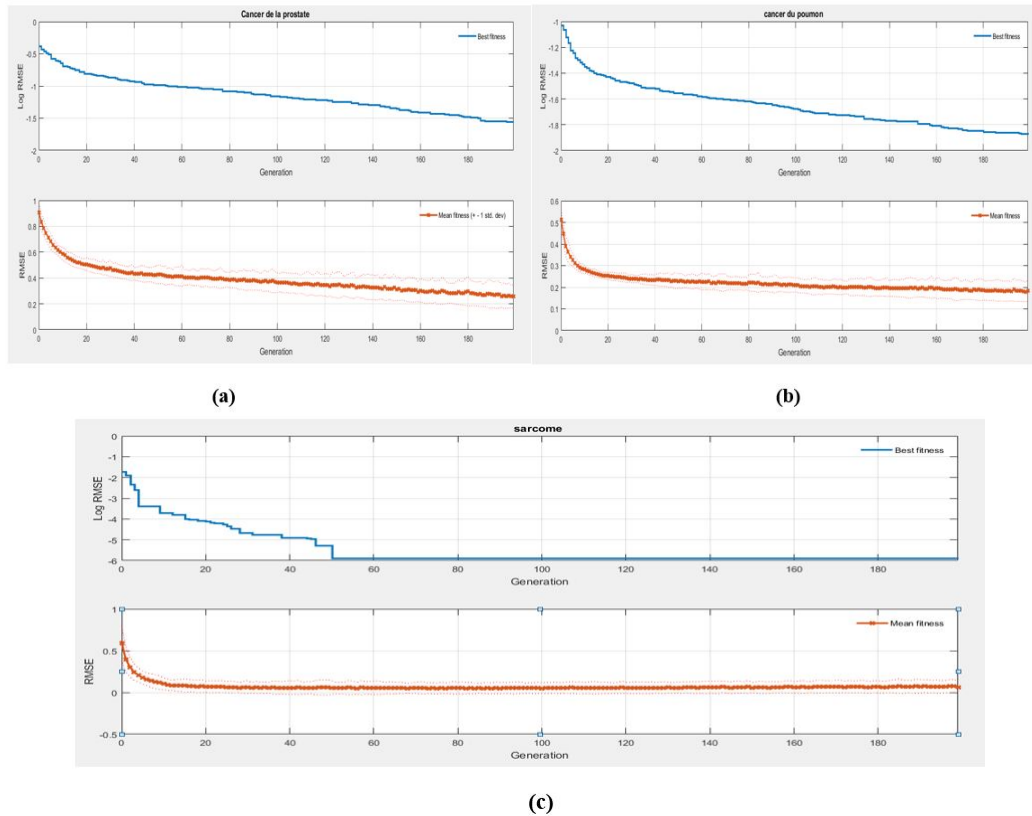 Cancer de la prostate
0
-0.5
-1
-1.5
-2
Log RMSE
Best fitness
0 20 40 60 80 100 120 140 160 180
Generation
1
0.8
0.6
0.4
0.2
0
RMSE
Mean fitness (+ - 1 std. dev)
0 20 40 60 80 100 120 140 160 180
Generation
(a)
cancer du poumon
-1
-1.2
-1.4
-1.6
-1.8
-2
Log RMSE
Best fitness
0 20 40 60 80 100 120 140 160 180
Generation
0.6
0.5
0.4
0.3
0.2
0.1
0
RMSE
Mean fitness
0 20 40 60 80 100 120 140 160 180
Generation
(b)
sarcome
0
-1
-2
-3
-4
-5
-6
Log RMSE
Best fitness
0 20 40 60 80 100 120 140 160 180
Generation
1
0.5
0
-0.5
RMSE
Mean fitness
0 20 40 60 80 100 120 140 160 180
Generation
(c)